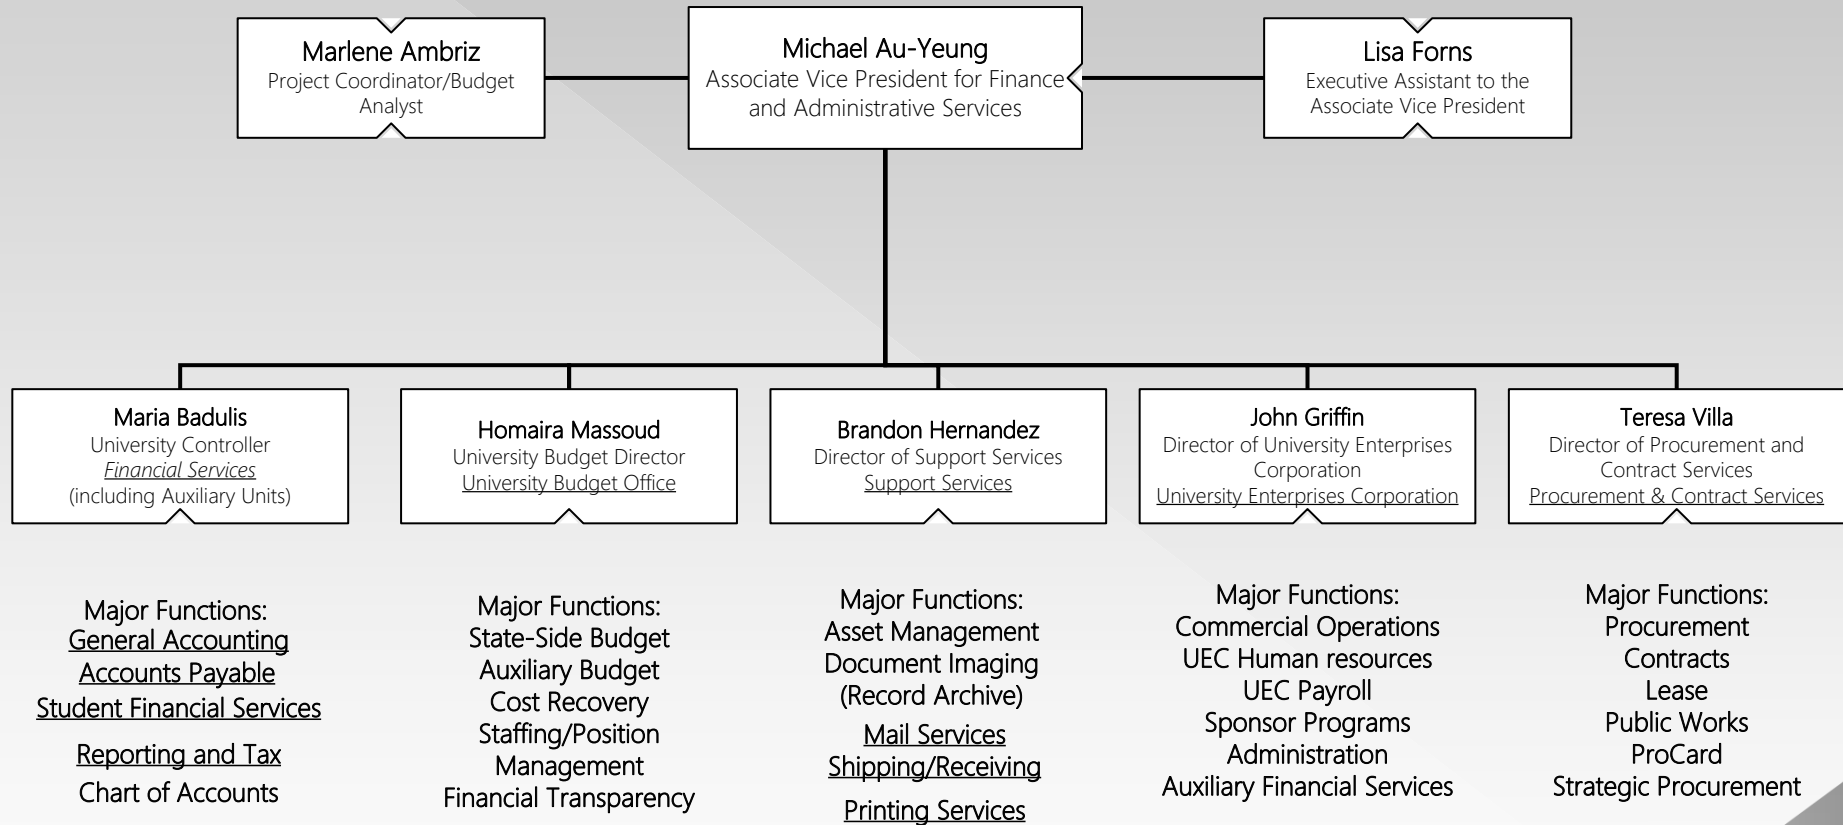 Marlene Ambriz
Project Coordinator/Budget
Analyst
Michael Au-Yeung
Associate Vice President for Finance
and Administrative Services
Lisa Forns
Executive Assistant to the
Associate Vice President
Maria Badulis
University Controller
Financial Services
(including Auxiliary Units)
Homaira Massoud
University Budget Director
University Budget Office
Brandon Hernandez
Director of Support Services
Support Services
John Griffin
Director of University Enterprises
Corporation
University Enterprises Corporation
Teresa Villa
Director of Procurement and
Contract Services
Procurement & Contract Services
Major Functions:
General Accounting
Accounts Payable
Student Financial Services
Reporting and Tax
Chart of Accounts
Major Functions:
State-Side Budget
Auxiliary Budget
Cost Recovery
Staffing/Position
Management
Financial Transparency
Major Functions:
Asset Management
Document Imaging
(Record Archive)
Mail Services
Shipping/Receiving
Printing Services
Major Functions:
Commercial Operations
UEC Human resources
UEC Payroll
Sponsor Programs
Administration
Auxiliary Financial Services
Major Functions:
Procurement
Contracts
Lease
Public Works
ProCard
Strategic Procurement